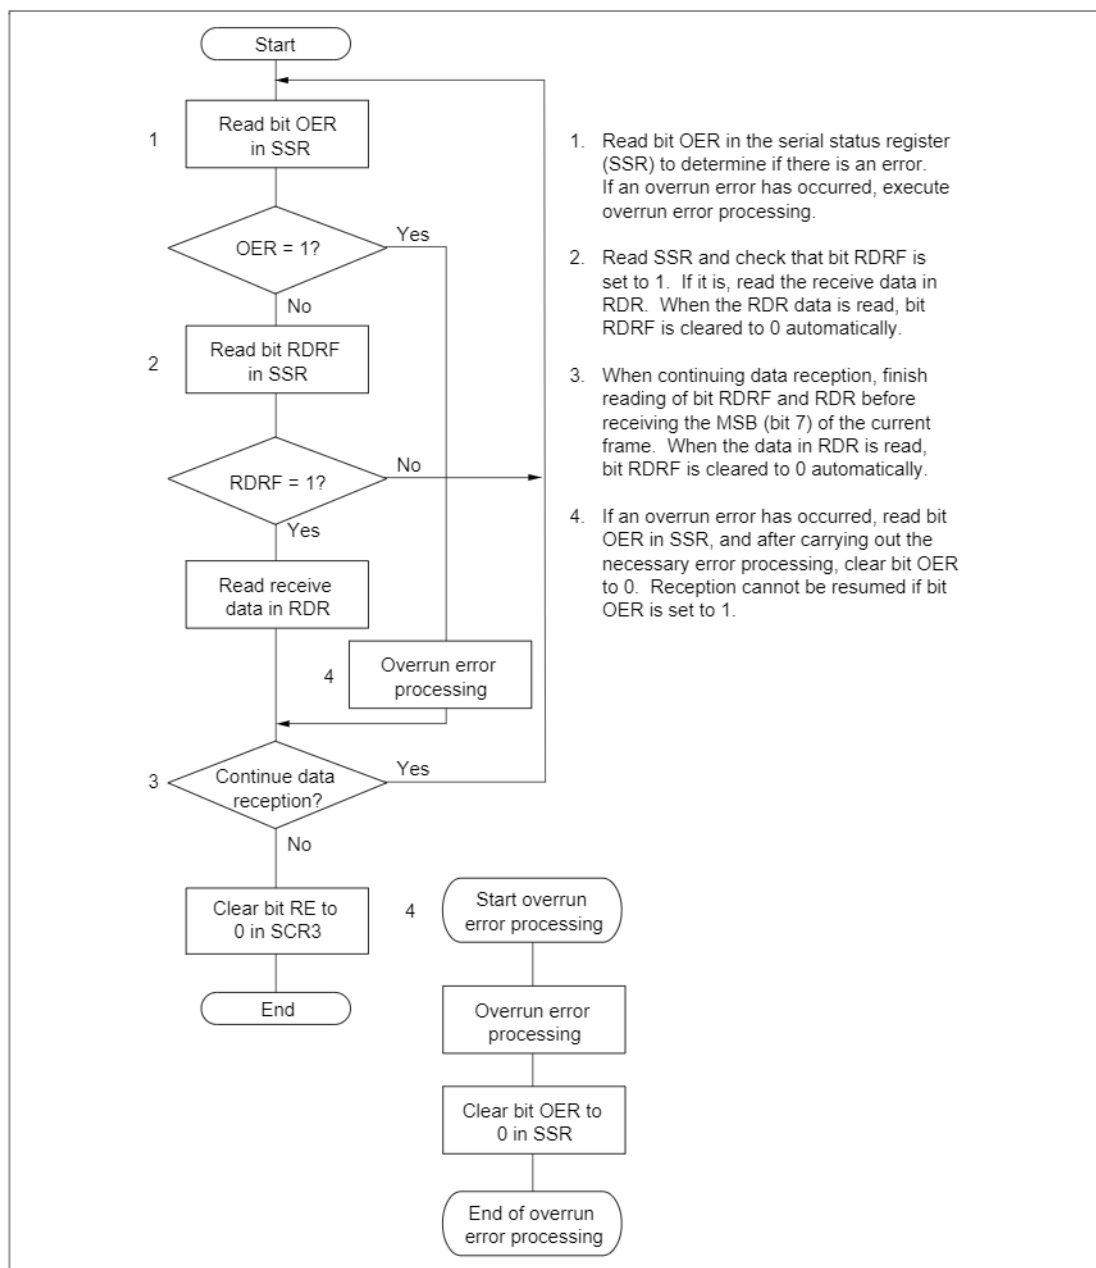 Start
1
Read bit OER
in SSR
OER = 1?
Yes
No
2
Read bit RDRF
in SSR
RDRF = 1?
No
Yes
Read receive
data in RDR
4
Overrun error
processing
3
Continue data
reception?
Yes
No
Clear bit RE to
0 in SCR3
End
4
Start overrun
error processing
Overrun error
processing
Clear bit OER to
0 in SSR
End of overrun
error processing
1. Read bit OER in the serial status register
(SSR) to determine if there is an error.
If an overrun error has occurred, execute
overrun error processing.
2. Read SSR and check that bit RDRF is
set to 1. If it is, read the receive data in
RDR. When the RDR data is read, bit
RDRF is cleared to 0 automatically.
3. When continuing data reception, finish
reading of bit RDRF and RDR before
receiving the MSB (bit 7) of the current
frame. When the data in RDR is read,
bit RDRF is cleared to 0 automatically.
4. If an overrun error has occurred, read bit
OER in SSR, and after carrying out the
necessary error processing, clear bit OER
to 0. Reception cannot be resumed if bit
OER is set to 1.